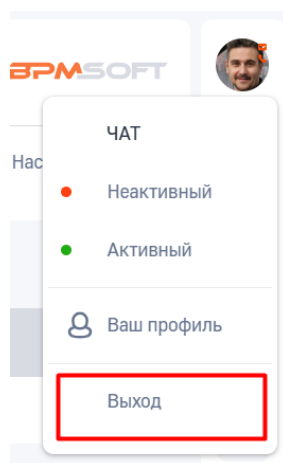 BPMSOFT
ЧАТ
Нас
Неактивный
Активный
Ваш профиль
Выход